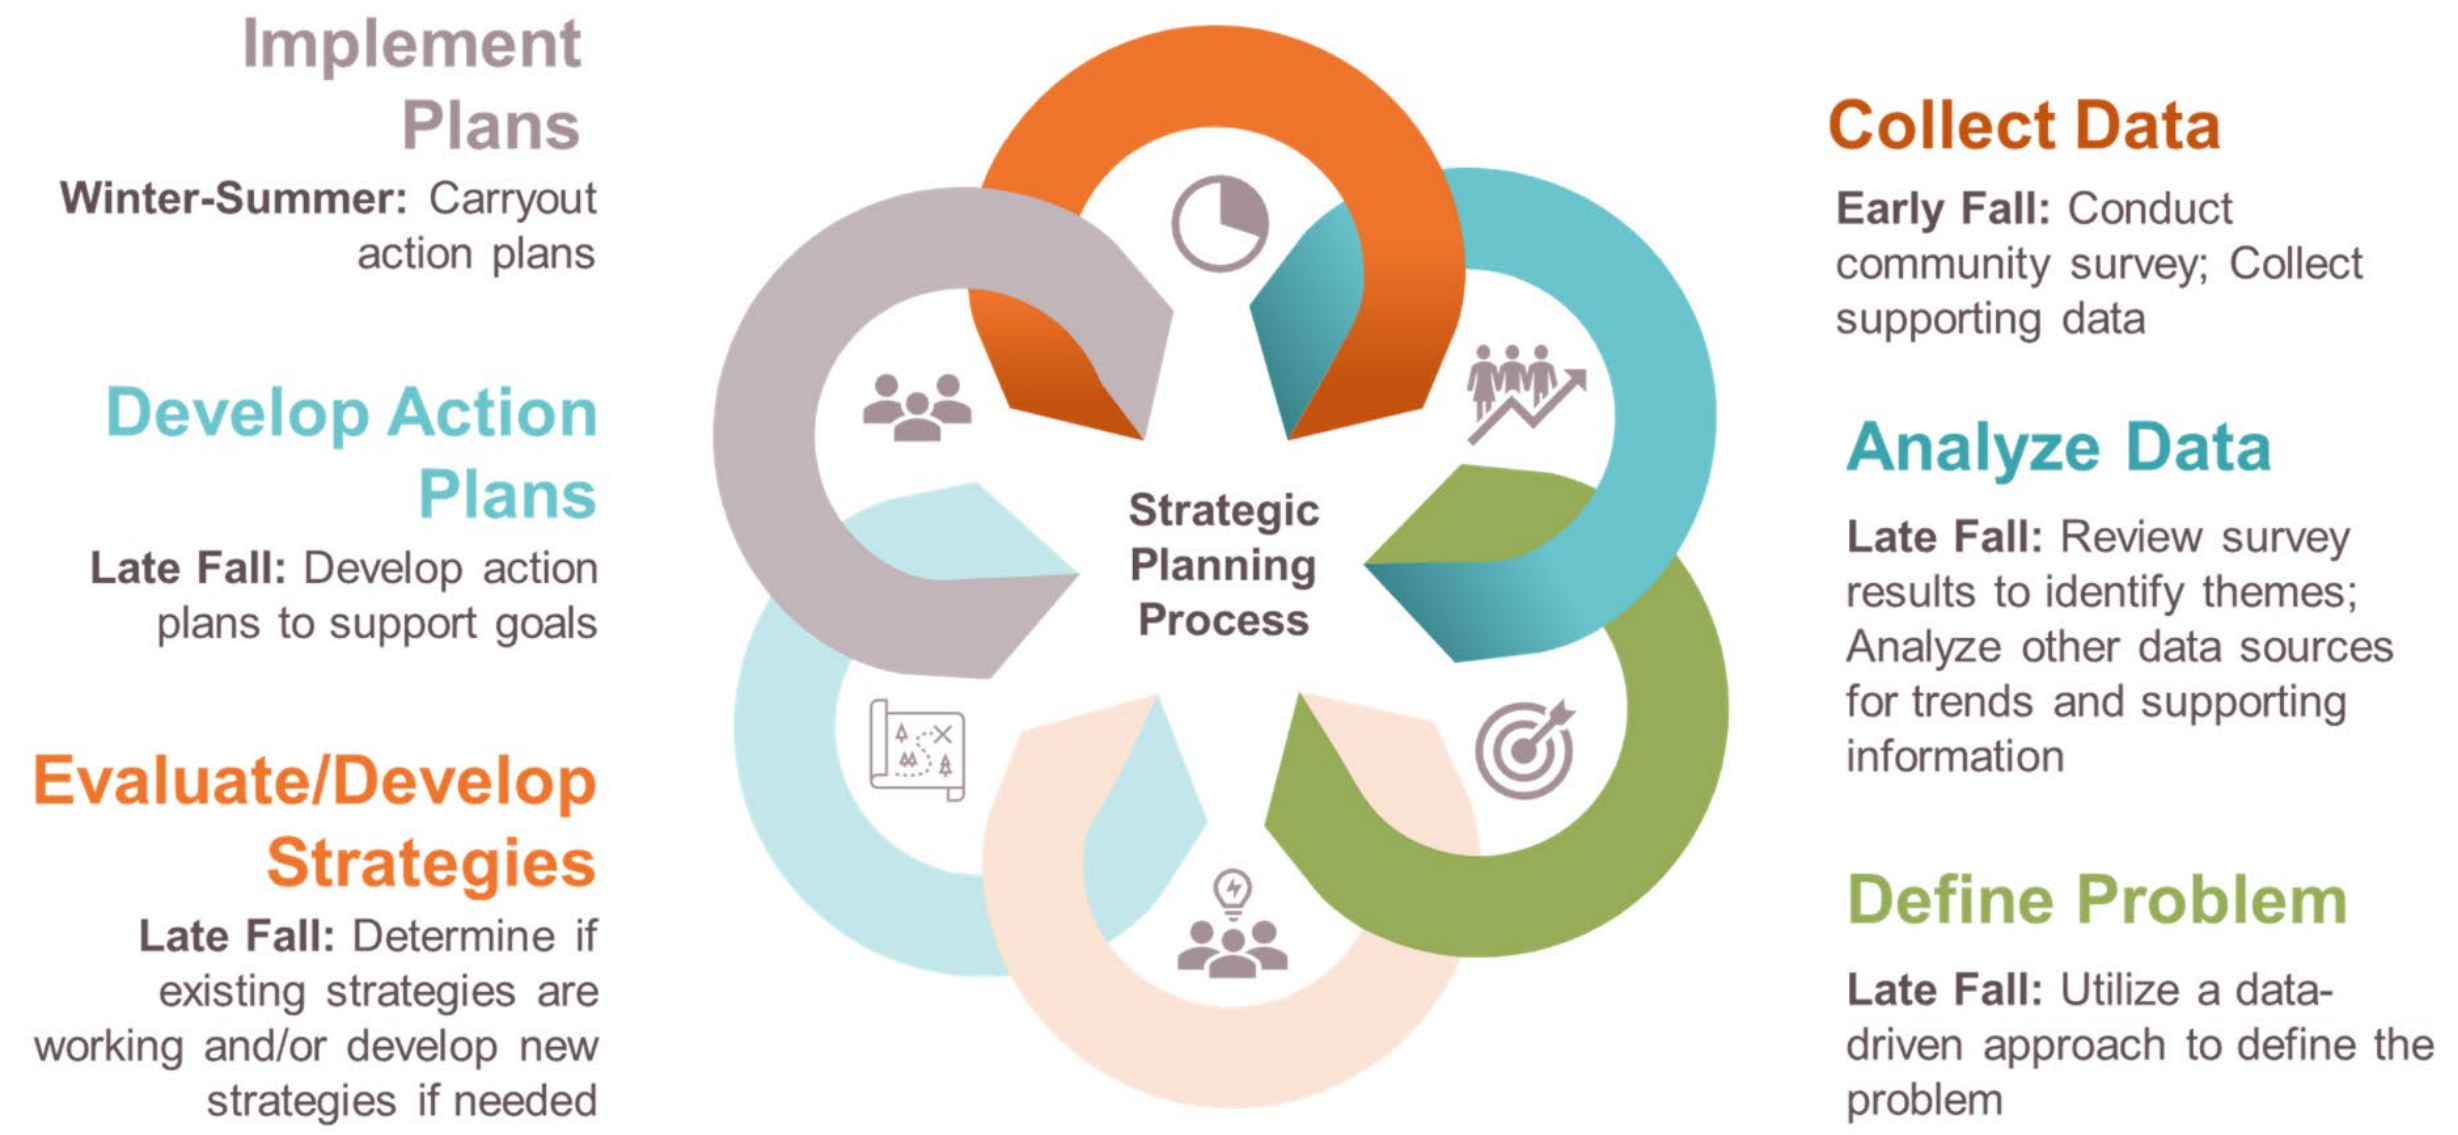 Implement
Plans
Winter-Summer: Carryout
action plans
Develop Action
Plans
Late Fall: Develop action
plans to support goals
Evaluate/Develop
Strategies
Late Fall: Determine if
existing strategies are
working and/or develop new
strategies if needed
Strategic
Planning
Process
Collect Data
Early Fall: Conduct
community survey; Collect
supporting data
Analyze Data
Late Fall: Review survey
results to identify themes;
Analyze other data sources
for trends and supporting
information
Define Problem
Late Fall: Utilize a data-
driven approach to define the
problem